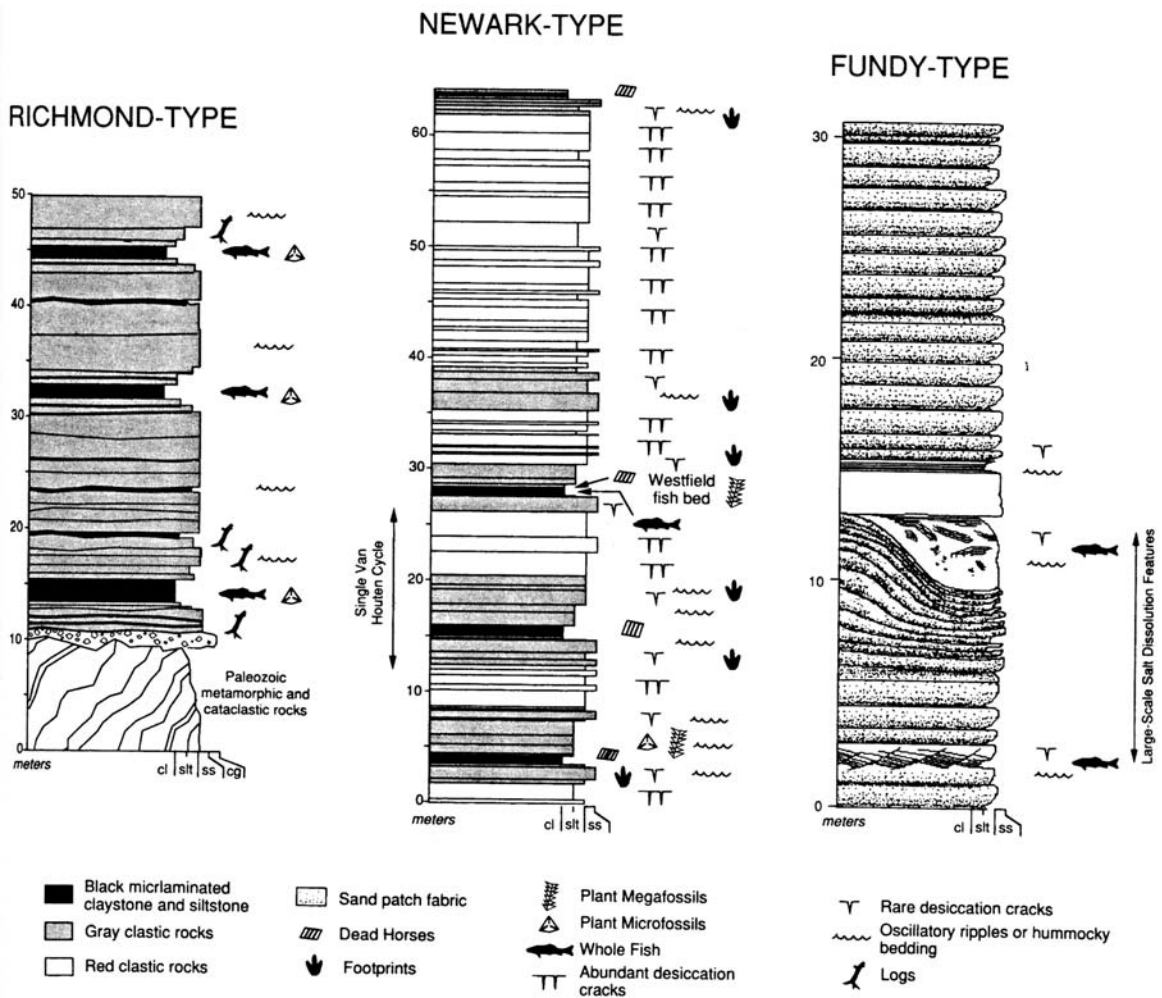 NEWARK-TYPE
FUNDY-TYPE
RICHMOND-TYPE
50
40
30
20
10
0
meters
cl slt ss cg
Paleozoic
metamorphic and
cataclastic rocks
60
50
40
30
20
10
0
meters
cl slt ss
Single Van
Houten Cycle
Westfield
fish bed
30
20
10
0
meters
cl slt ss
Large-Scale Salt Dissolution Features
Black micrlaminated
claystone and siltstone
Gray clastic rocks
Red clastic rocks
Sand patch fabric
Dead Horses
Footprints
Plant Megafossils
Plant Microfossils
Whole Fish
Abundant desiccation
cracks
Rare desiccation cracks
Oscillatory ripples or hummocky
bedding
Logs